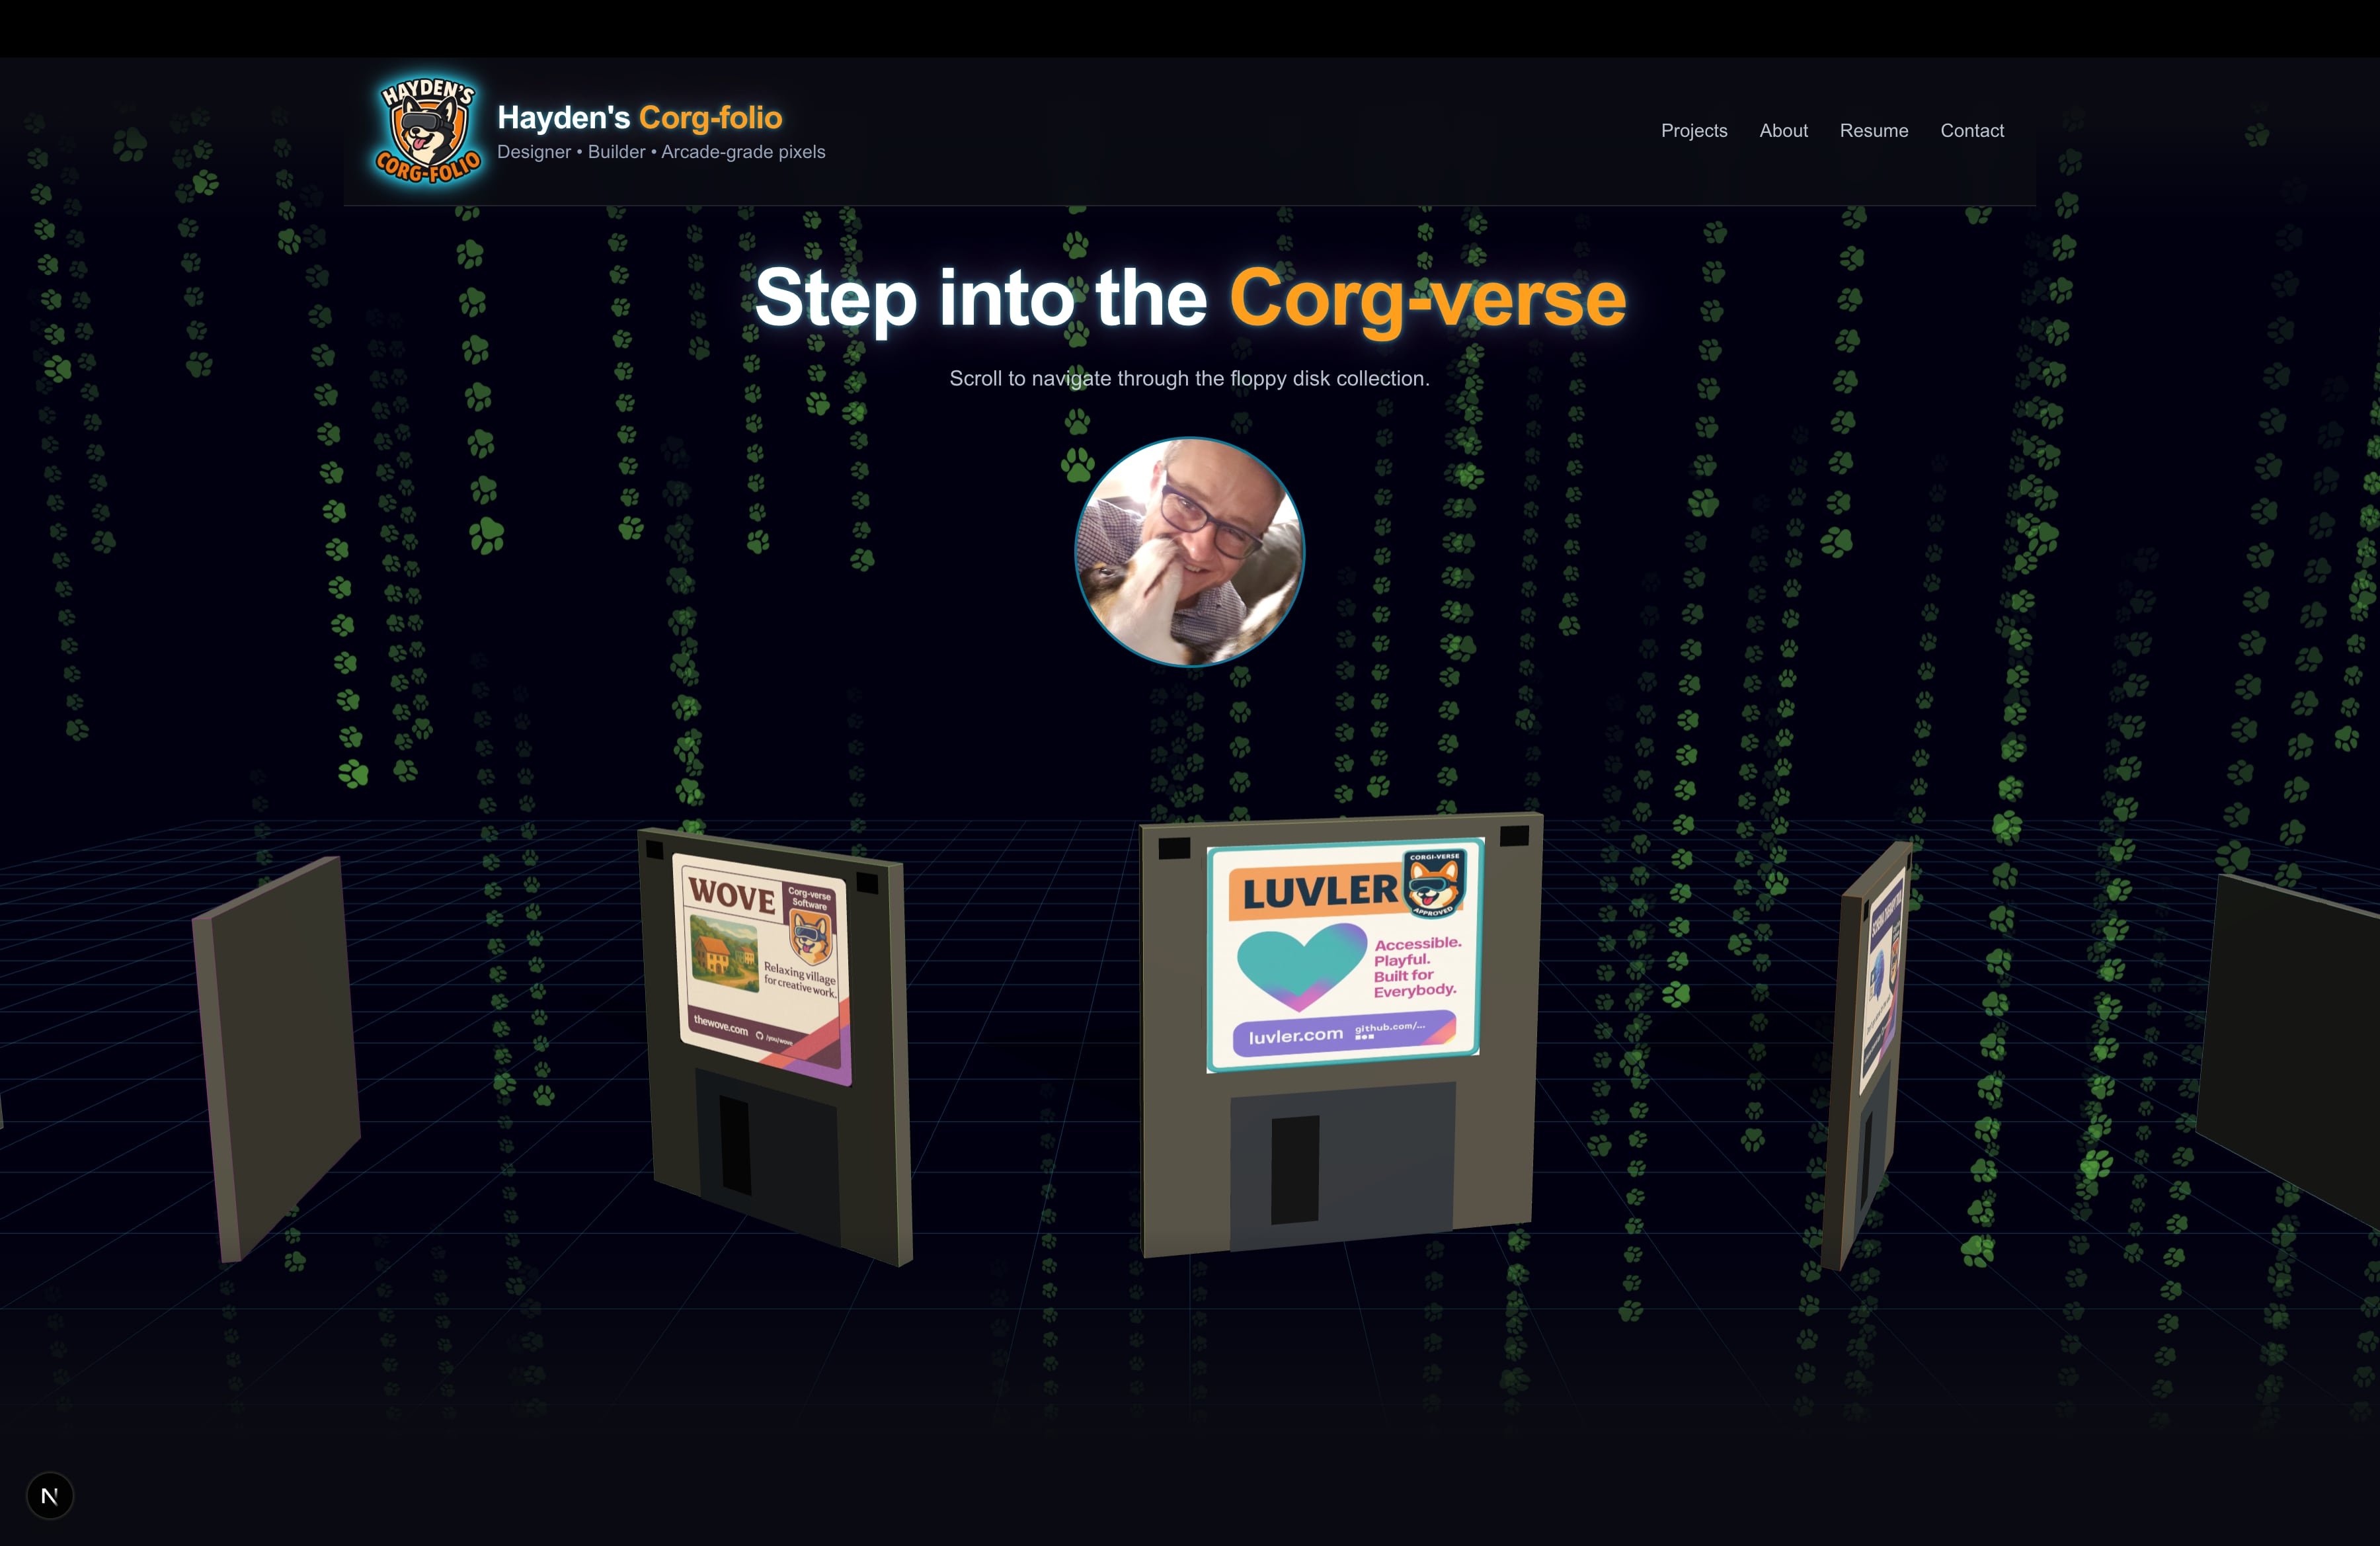 HAYDEN'S
CORG-FOLIO
Hayden's Corg-folio
Designer • Builder • Arcade-grade pixels
Projects
About
Resume
Contact
Step into the Corg-verse
Scroll to navigate through the floppy disk collection.
WOVE
Corg-verse
Software
Relaxing village
for creative work.
thewove.com
/you/wove
LUVLER
CORGI-VERSE
APPROVED
Accessible.
Playful.
Built for
Everybody.
luvler.com
github.com/...
N